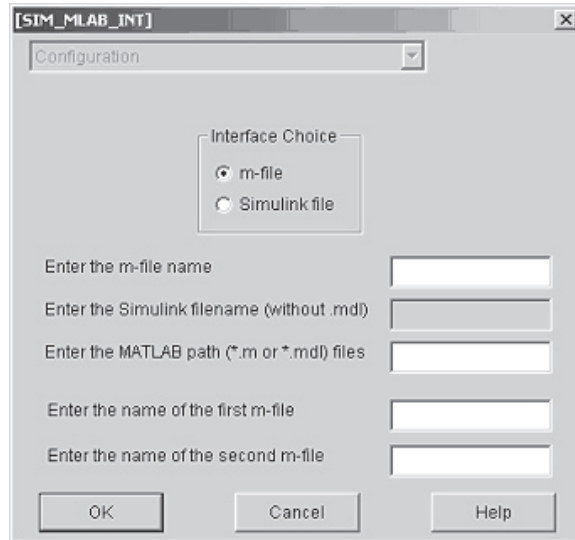 [SIM_MLAB_INT]
Configuration
Interface Choice
m-file
Simulink file
Enter the m-file name
Enter the Simulink filename (without .mdl)
Enter the MATLAB path (*.m or *.mdl) files
Enter the name of the first m-file
Enter the name of the second m-file
OK Cancel Help